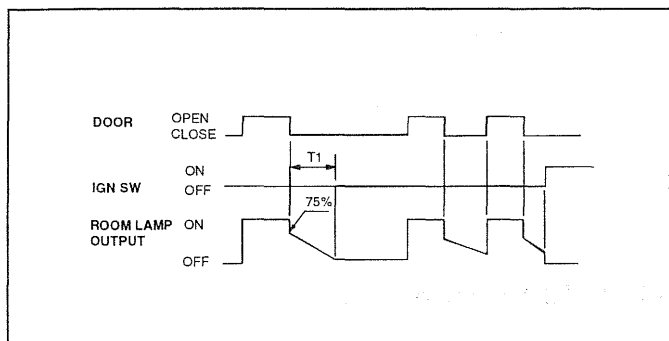 DOOR OPEN
CLOSE
T1
IGN SW ON
OFF
75%
ROOM LAMP
OUTPUT ON
OFF